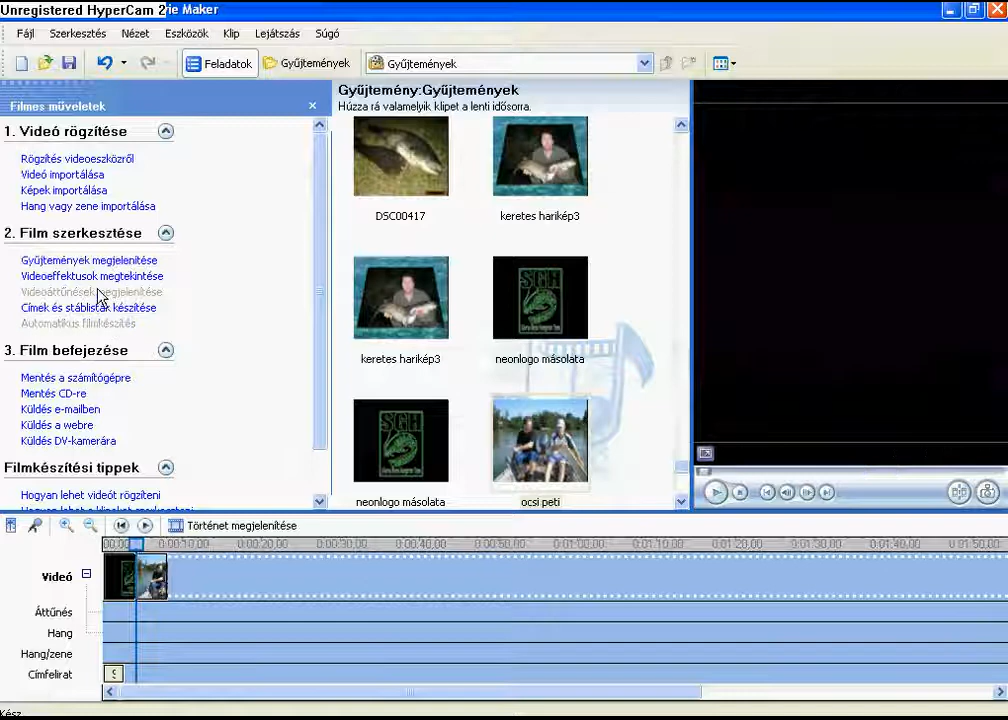 Unregistered HyperCam 2
rie Maker
Fájl Szerkesztés Nézet Eszközök Klip Lejátszás Súgó
Feladatok Gyűjtemények Gyűjtemények
Filmes műveletek
Gyűjtemény:Gyűjtemények
Húzza rá valamelyik klipet a lenti idősorra.
1. Videó rögzítése
Rögzítés videoeszközről
Videó importálása
Képek importálása
Hang vagy zene importálása
2. Film szerkesztése
Gyűjtemények megjelenítése
Videoeffektusok megtekintése
Videoáttűnések megjelenítése
Címek és stáblisták készítése
Automatikus filmkészítés
3. Film befejezése
Mentés a számítógépre
Mentés CD-re
Küldés e-mailben
Küldés a webre
Küldés DV-kamerára
Filmkészítési tippek
Hogyan lehet videót rögzíteni
DSC00417
keretes harikép3
keretes harikép3
SGH
neonlogo másolata
SGH
neonlogo másolata
ocsi peti
Történet megjelenítése
00:00 0:00:10,00 0:00:20,00 0:00:30,00 0:00:40,00 0:00:50,00 0:01:00,00 0:01:10,00 0:01:20,00 0:01:30,00 0:01:40,00 0:01:50,00
Videó
Áttűnés
Hang
Hang/zene
Címfelirat
S
Kész